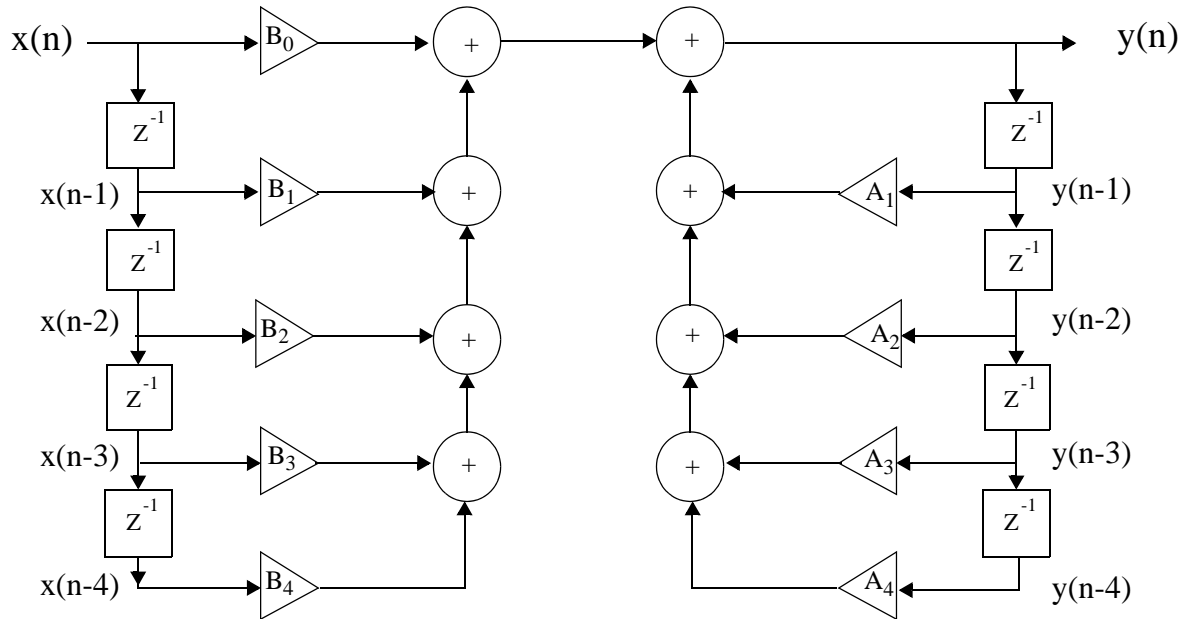 x(n) B₀ + + y(n)
z⁻¹ z⁻¹
x(n-1) B₁ + + A₁ y(n-1)
z⁻¹ z⁻¹
x(n-2) B₂ + + A₂ y(n-2)
z⁻¹ z⁻¹
x(n-3) B₃ + + A₃ y(n-3)
z⁻¹ z⁻¹
x(n-4) B₄ A₄ y(n-4)